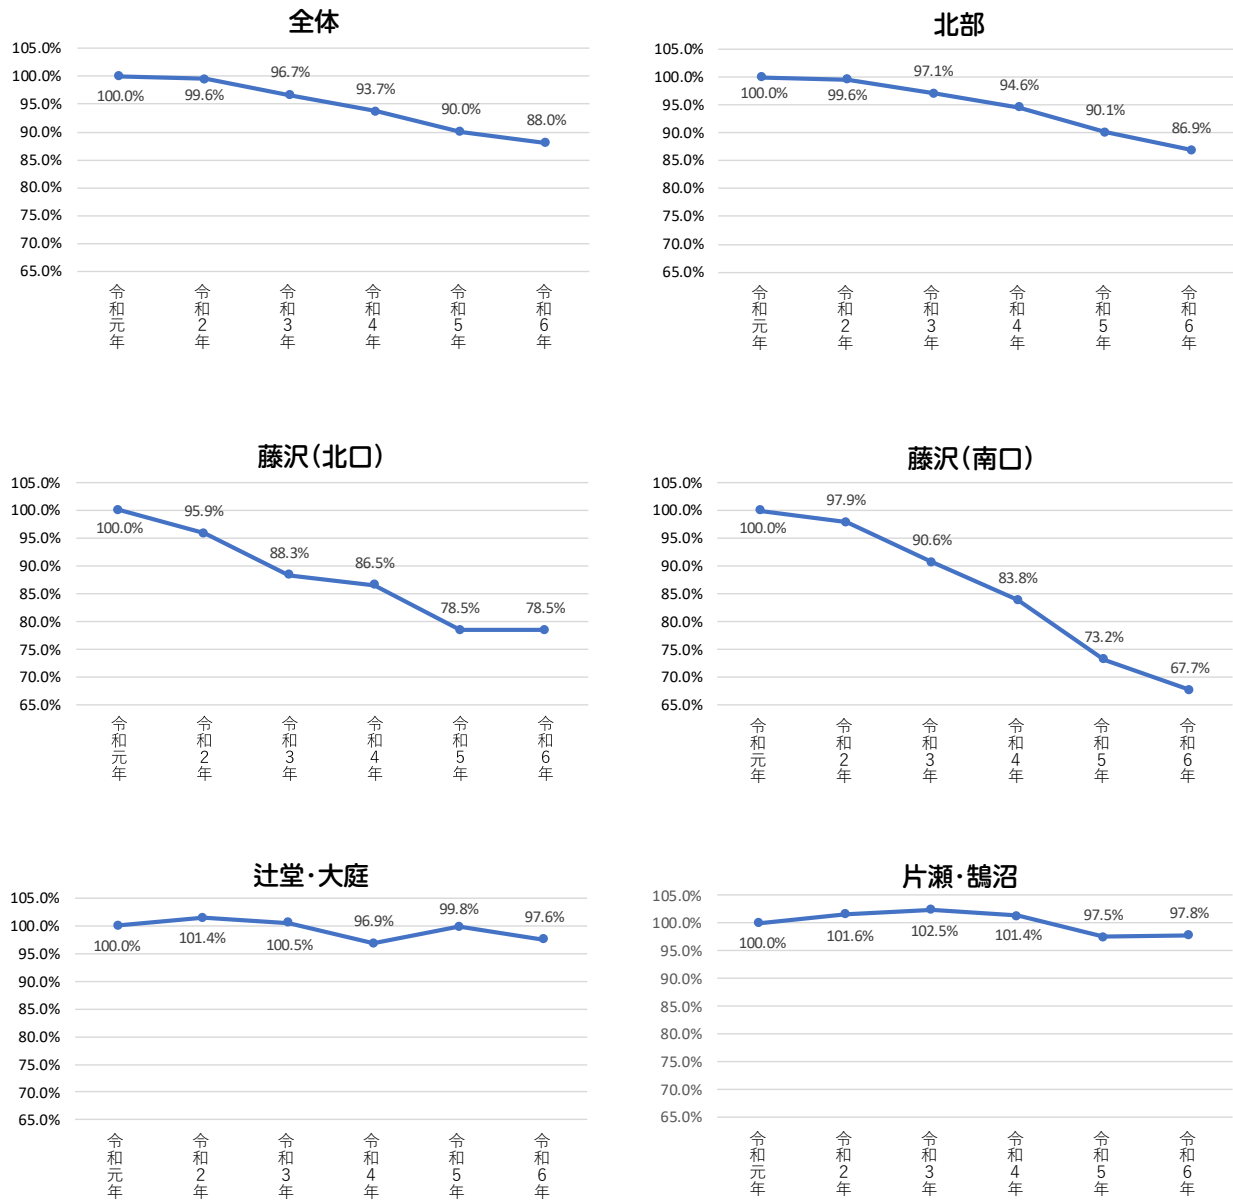 全体
105.0%
100.0%
95.0%
90.0%
85.0%
80.0%
75.0%
70.0%
65.0%
100.0%
99.6%
96.7%
93.7%
90.0%
88.0%
令和元年
令和2年
令和3年
令和4年
令和5年
令和6年
北部
105.0%
100.0%
95.0%
90.0%
85.0%
80.0%
75.0%
70.0%
65.0%
100.0%
99.6%
97.1%
94.6%
90.1%
86.9%
令和元年
令和2年
令和3年
令和4年
令和5年
令和6年
藤沢(北口)
105.0%
100.0%
95.0%
90.0%
85.0%
80.0%
75.0%
70.0%
65.0%
100.0%
95.9%
88.3%
86.5%
78.5%
78.5%
令和元年
令和2年
令和3年
令和4年
令和5年
令和6年
藤沢(南口)
105.0%
100.0%
95.0%
90.0%
85.0%
80.0%
75.0%
70.0%
65.0%
100.0%
97.9%
90.6%
83.8%
73.2%
67.7%
令和元年
令和2年
令和3年
令和4年
令和5年
令和6年
辻堂・大庭
105.0%
100.0%
95.0%
90.0%
85.0%
80.0%
75.0%
70.0%
65.0%
100.0%
101.4%
100.5%
96.9%
99.8%
97.6%
令和元年
令和2年
令和3年
令和4年
令和5年
令和6年
片瀬・鵠沼
105.0%
100.0%
95.0%
90.0%
85.0%
80.0%
75.0%
70.0%
65.0%
100.0%
101.6%
102.5%
101.4%
97.5%
97.8%
令和元年
令和2年
令和3年
令和4年
令和5年
令和6年